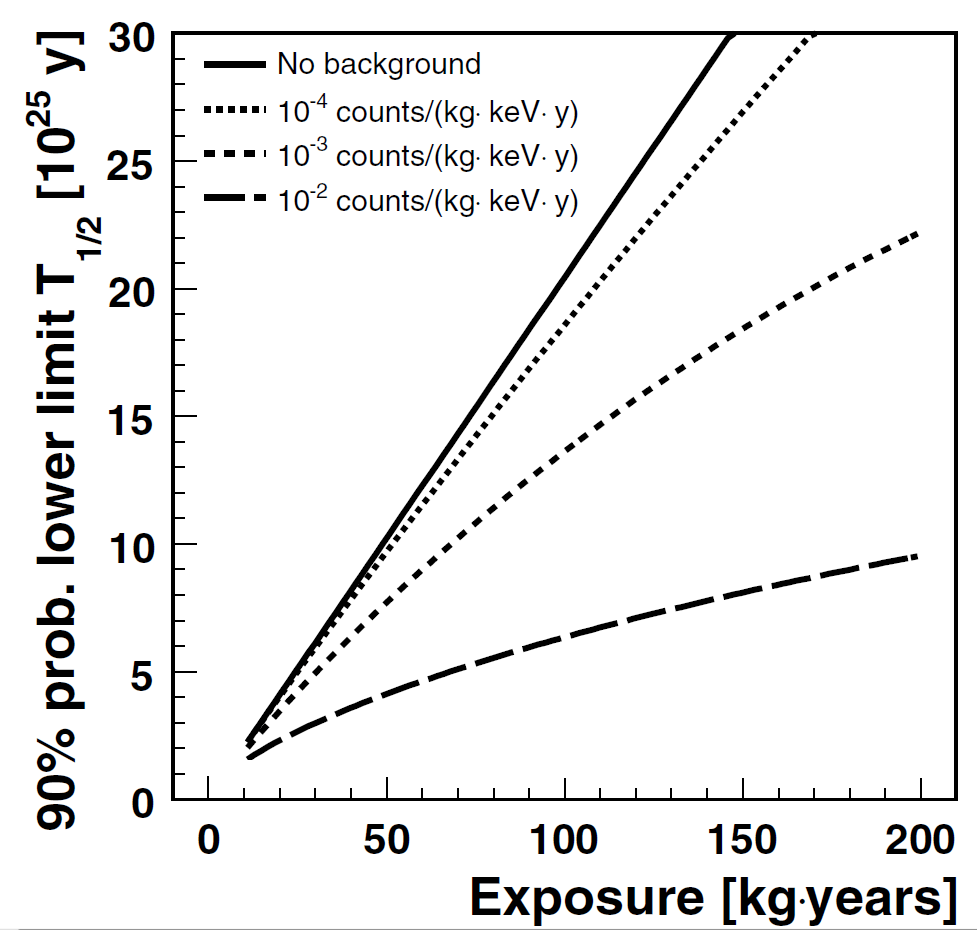 90% prob. lower limit T1/2 [10^25 y]
30
25
20
15
10
5
0
No background
10^-4 counts/(kg· keV· y)
10^-3 counts/(kg· keV· y)
10^-2 counts/(kg· keV· y)
0 50 100 150 200
Exposure [kg·years]